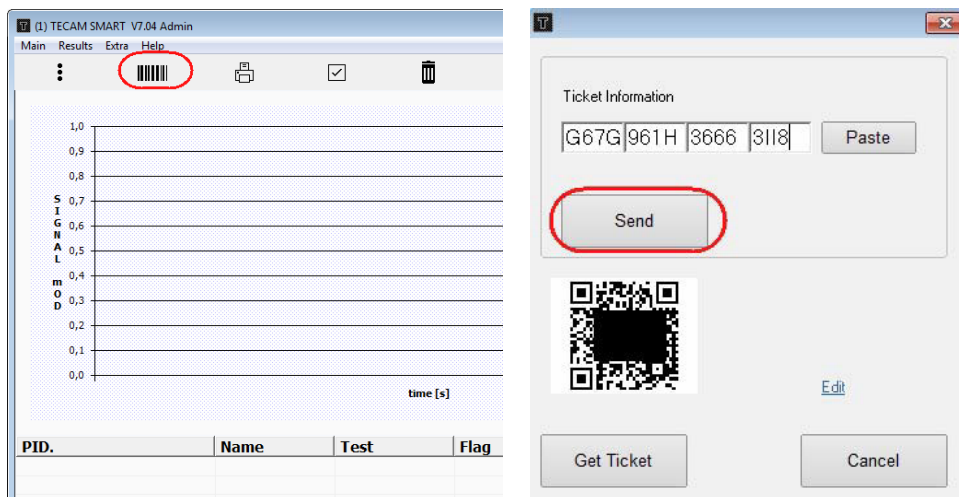 (1) TECAM SMART V7.04 Admin
Main Results Extra Help
1,0
0,9
0,8
0,7
0,6
0,5
0,4
0,3
0,2
0,1
0,0
SIGNAL mOD
time [s]
PID. Name Test Flag
T
Ticket Information
G67G 961H 3666 3II8 Paste
Send
Edit
Get Ticket Cancel